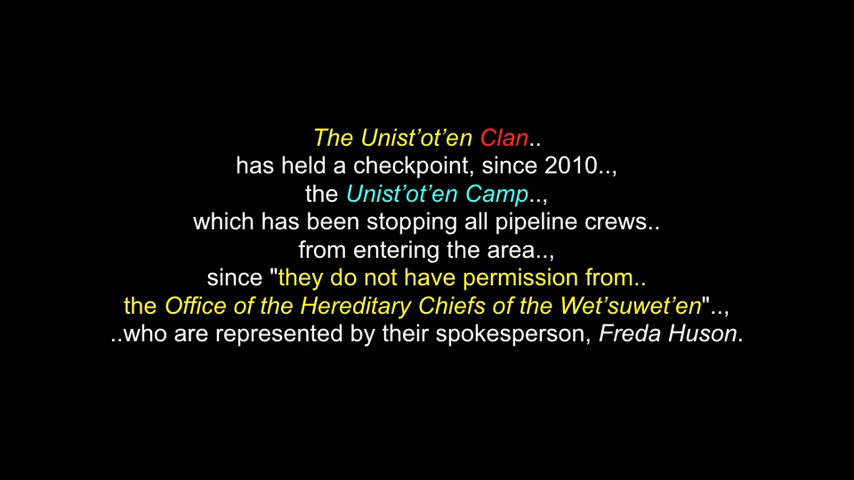 The Unist’ot’en Clan..
has held a checkpoint, since 2010..,
the Unist’ot’en Camp..,
which has been stopping all pipeline crews..
from entering the area..,
since "they do not have permission from..
the Office of the Hereditary Chiefs of the Wet’suwet’en"..,
..who are represented by their spokesperson, Freda Huson.